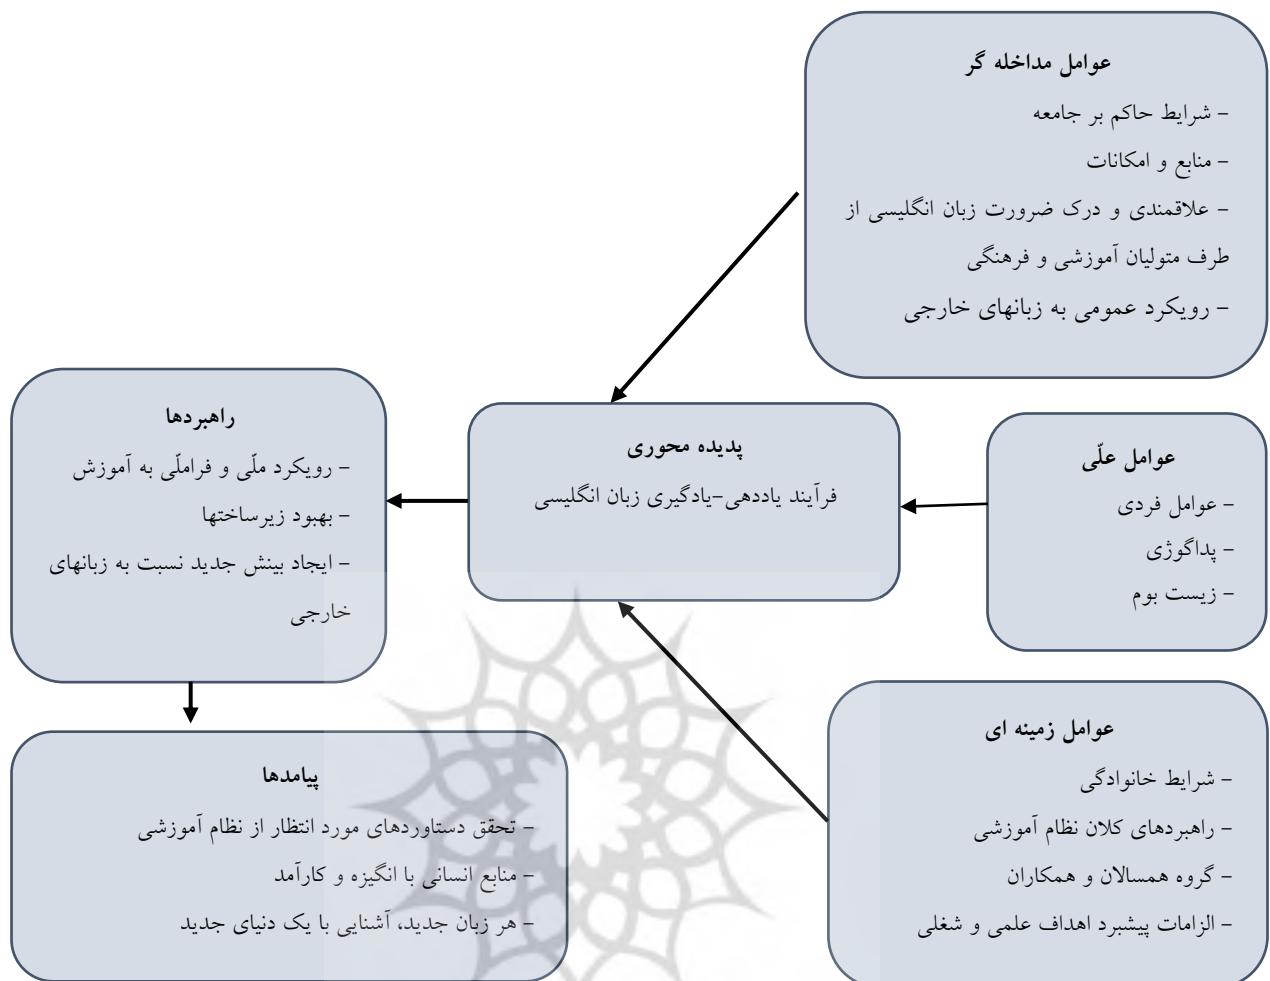 عوامل مداخله گر
- شرایط حاکم بر جامعه
- منابع و امکانات
- علاقمندی و درک ضرورت زبان انگلیسی از
طرف متولیان آموزشی و فرهنگی
- رویکرد عمومی به زبانهای خارجی
عوامل علّی
- عوامل فردی
- پداگوژی
- زیست بوم
پدیده محوری
فرآیند یاددهی-یادگیری زبان انگلیسی
راهبردها
- رویکرد ملّی و فراملّی به آموزش
- بهبود زیرساختها
- ایجاد بینش جدید نسبت به زبانهای
خارجی
عوامل زمینه ای
- شرایط خانوادگی
- راهبردهای کلان نظام آموزشی
- گروه همسالان و همکاران
- الزامات پیشبرد اهداف علمی و شغلی
پیامدها
- تحقق دستاوردهای مورد انتظار از نظام آموزشی
- منابع انسانی با انگیزه و کارآمد
- هر زبان جدید، آشنایی با یک دنیای جدید